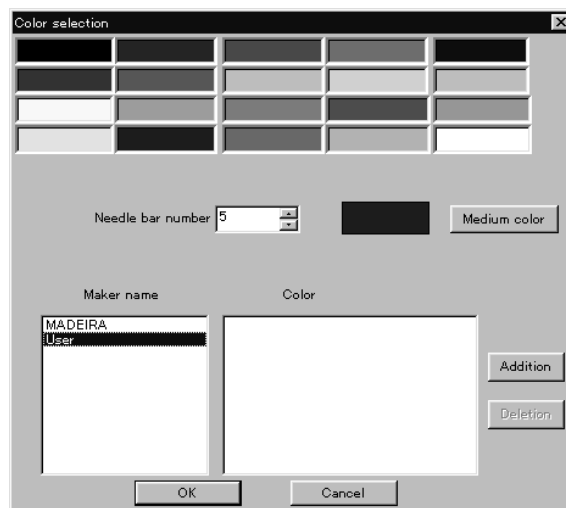 Color selection
Needle bar number 5 Medium color
Maker name Color
MADEIRA
User
Addition
Deletion
OK Cancel